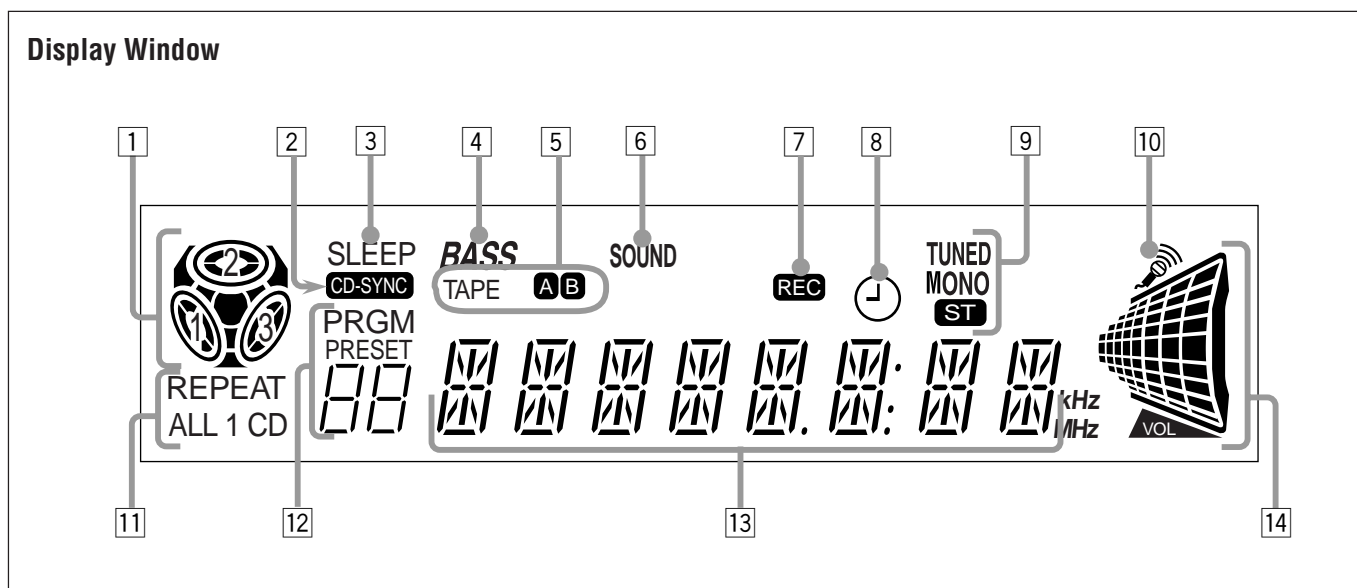 Display Window
1 2 3 4 5 6 7 8 9 10
2
1 3
SLEEP BASS SOUND TUNED
CD-SYNC TAPE A B REC MONO
ST
PRGM
PRESET
REPEAT
ALL 1 CD
88
kHz
MHz
VOL
11 12 13 14